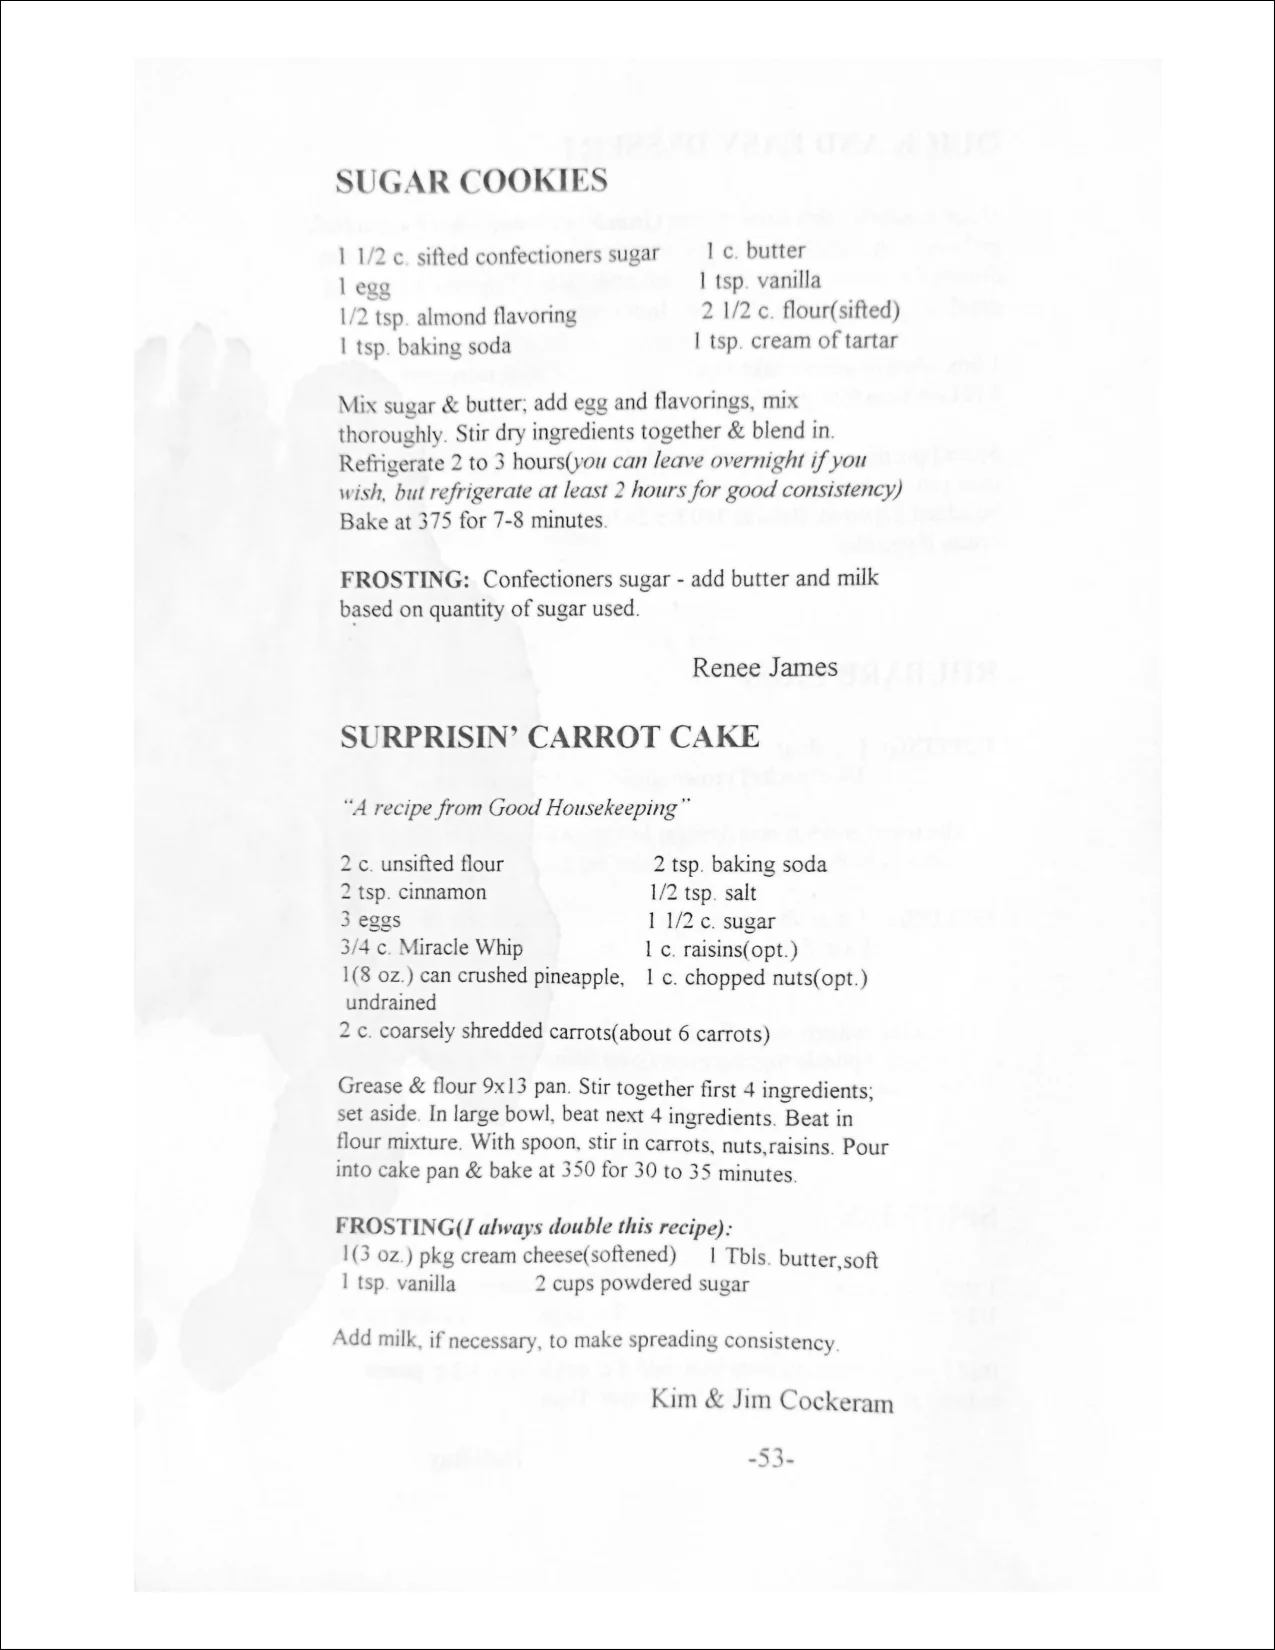 SUGAR COOKIES
1 1/2 c. sifted confectioners sugar 1 c. butter
1 egg 1 tsp. vanilla
1/2 tsp. almond flavoring 2 1/2 c. flour(sifted)
1 tsp. baking soda 1 tsp. cream of tartar
Mix sugar & butter; add egg and flavorings, mix
thoroughly. Stir dry ingredients together & blend in.
Refrigerate 2 to 3 hours(you can leave overnight if you
wish, but refrigerate at least 2 hours for good consistency)
Bake at 375 for 7-8 minutes.
FROSTING: Confectioners sugar - add butter and milk
based on quantity of sugar used.
Renee James
SURPRISIN' CARROT CAKE
"A recipe from Good Housekeeping"
2 c. unsifted flour 2 tsp. baking soda
2 tsp. cinnamon 1/2 tsp. salt
3 eggs 1 1/2 c. sugar
3/4 c. Miracle Whip 1 c. raisins(opt.)
1(8 oz.) can crushed pineapple, 1 c. chopped nuts(opt.)
undrained
2 c. coarsely shredded carrots(about 6 carrots)
Grease & flour 9x13 pan. Stir together first 4 ingredients;
set aside. In large bowl, beat next 4 ingredients. Beat in
flour mixture. With spoon, stir in carrots, nuts,raisins. Pour
into cake pan & bake at 350 for 30 to 35 minutes.
FROSTING(I always double this recipe):
1(3 oz.) pkg cream cheese(softened) 1 Tbls. butter,soft
1 tsp. vanilla 2 cups powdered sugar
Add milk, if necessary, to make spreading consistency.
Kim & Jim Cockeram
-53-